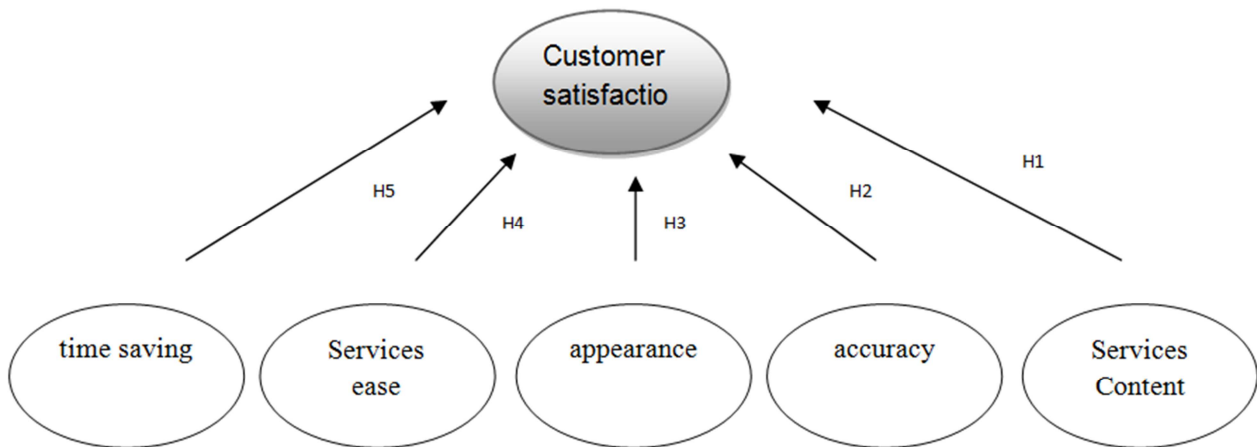 Customer
satisfactio
H1
H5
H2
H4
H3
time saving
Services
ease
appearance
accuracy
Services
Content